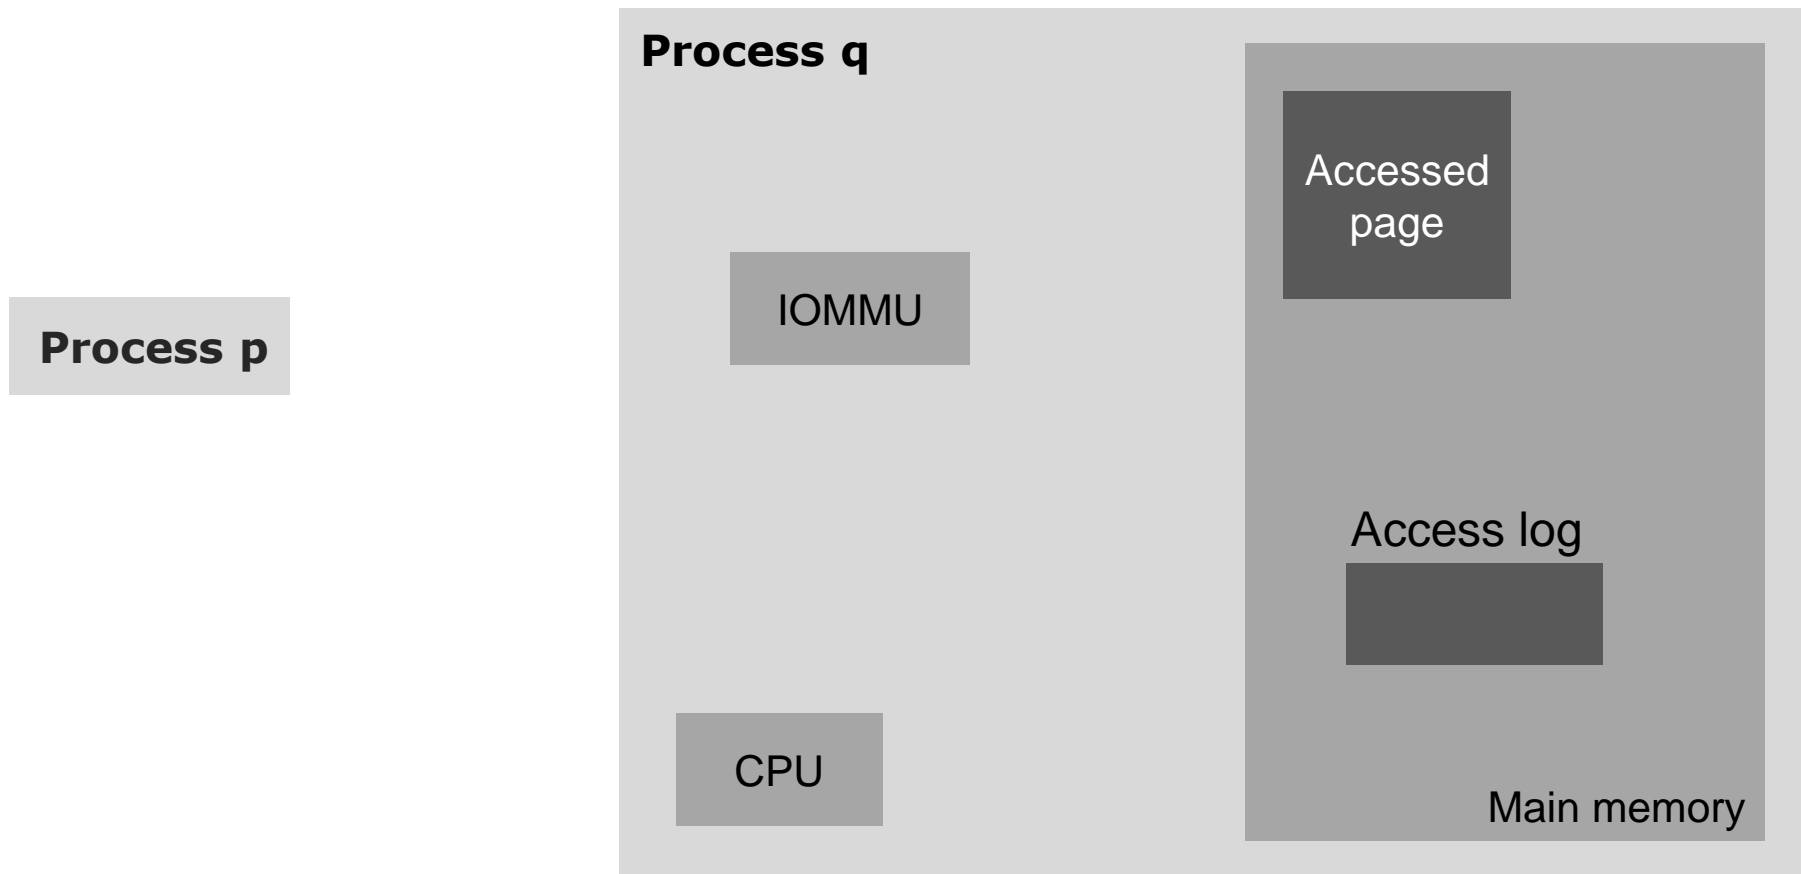 Process q
Accessed
page
IOMMU
Process p
Access log
CPU
Main memory